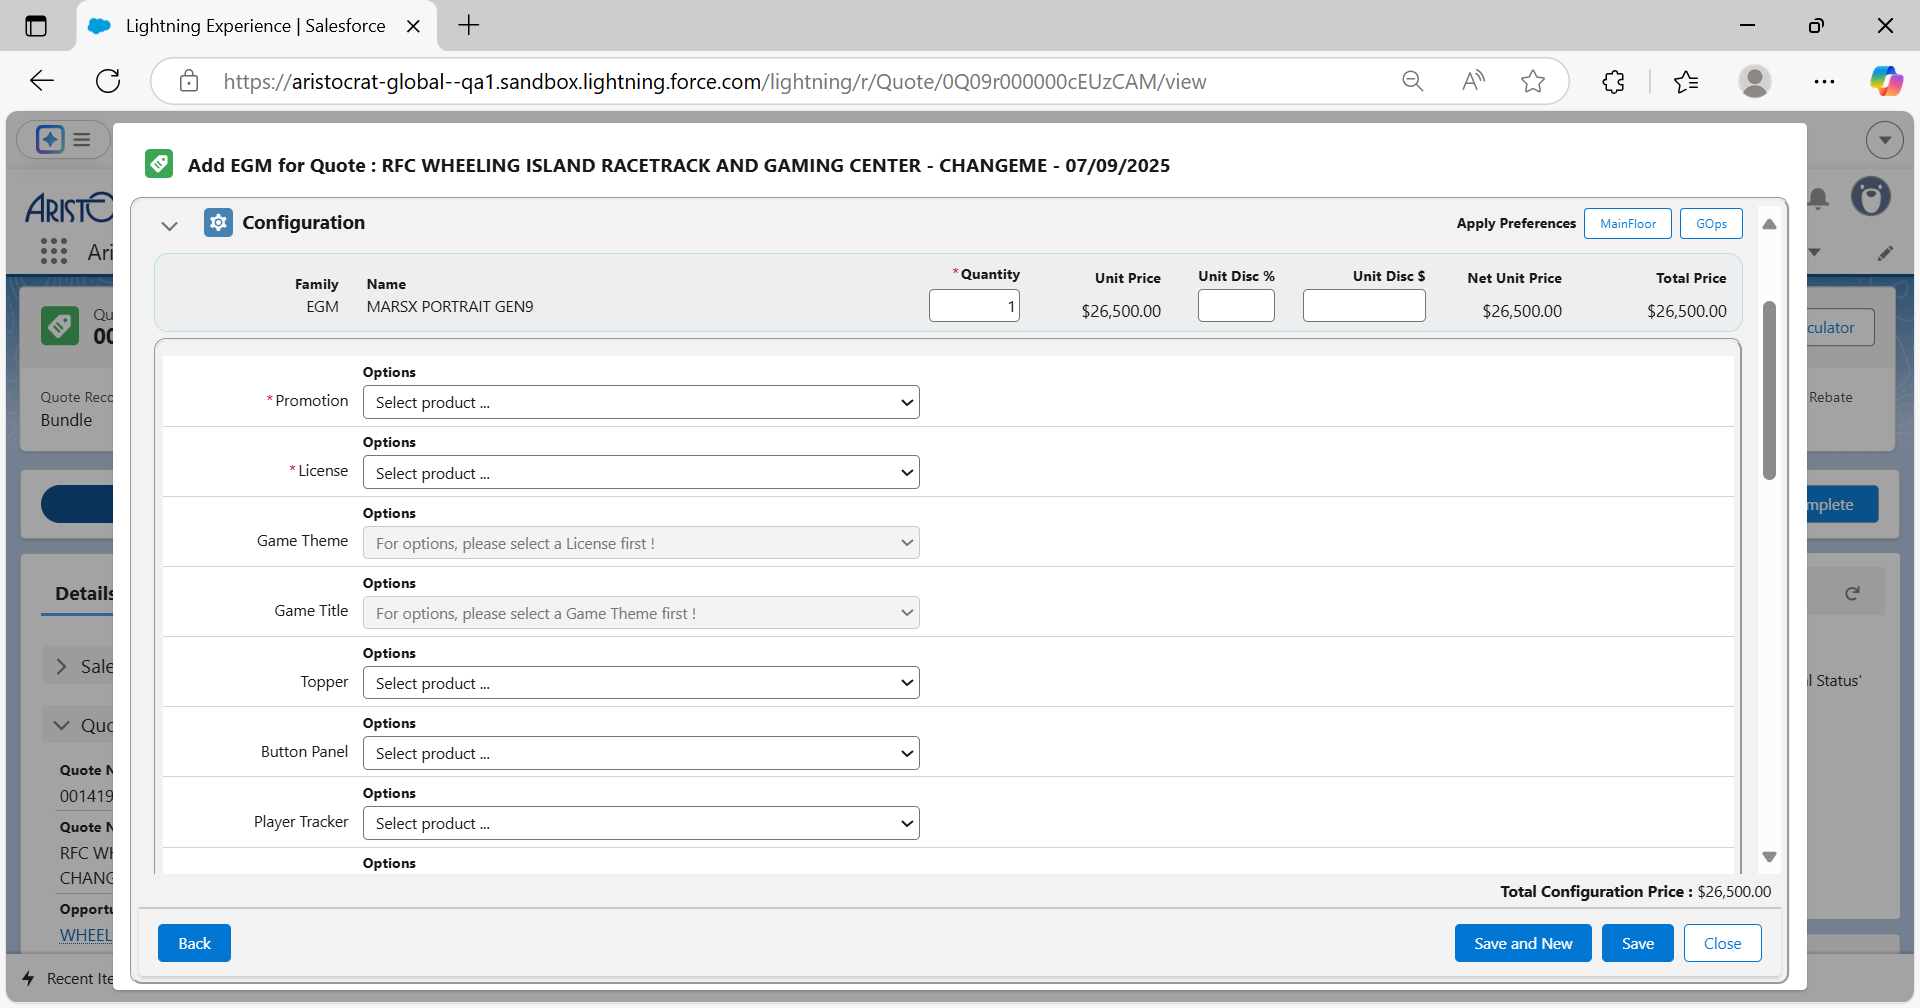 Lightning Experience | Salesforce
https://aristocrat-global--qa1.sandbox.lightning.force.com/lightning/r/Quote/0Q09r000000cEUzCAM/view
Add EGM for Quote : RFC WHEELING ISLAND RACETRACK AND GAMING CENTER - CHANGEME - 07/09/2025
Configuration
Apply Preferences
MainFloor
GOps
Family
EGM
Name
MARSX PORTRAIT GEN9
*Quantity
1
Unit Price
$26,500.00
Unit Disc %
Unit Disc $
Net Unit Price
$26,500.00
Total Price
$26,500.00
Options
*Promotion
Select product ...
Options
*License
Select product ...
Options
Game Theme
For options, please select a License first !
Options
Game Title
For options, please select a Game Theme first !
Options
Topper
Select product ...
Options
Button Panel
Select product ...
Options
Player Tracker
Select product ...
Options
Total Configuration Price : $26,500.00
Back
Save and New
Save
Close
ARISTO
Ari
Qu
00
Quote Reco
Bundle
Details
Sale
Quo
Quote N
001419
Quote N
RFC WH
CHANG
Opportu
WHEEL
Recent Ite
culator
Rebate
mplete
l Status'